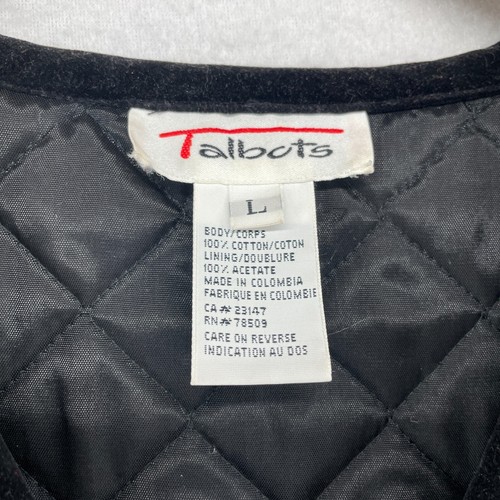 Talbots
L
BODY/CORPS
100% COTTON/COTON
LINING/DOUBLURE
100% ACETATE
MADE IN COLOMBIA
FABRIQUE EN COLOMBIE
CA# 23147
RN# 78509
CARE ON REVERSE
INDICATION AU DOS